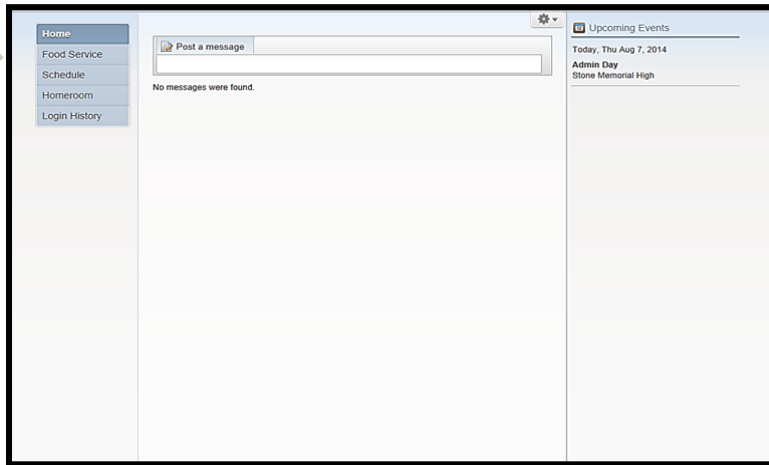 Home
Food Service
Schedule
Homeroom
Login History
Post a message
No messages were found.
Upcoming Events
Today, Thu Aug 7, 2014
Admin Day
Stone Memorial High